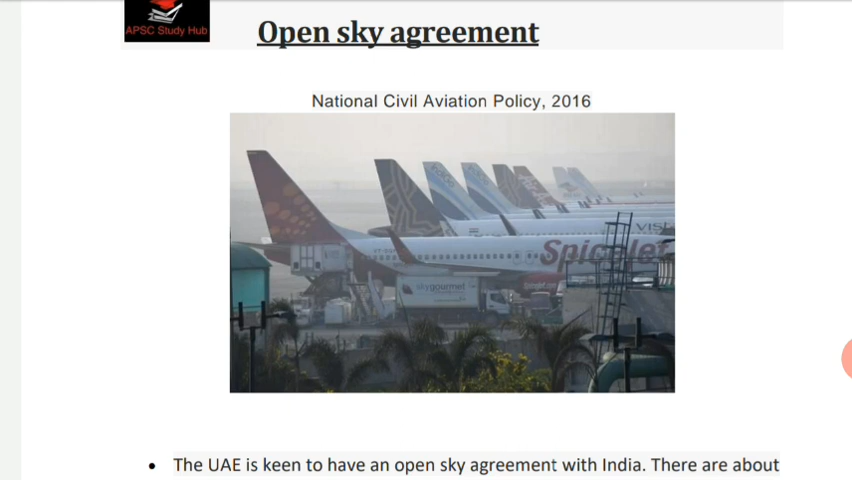 APSC Study Hub
Open sky agreement
National Civil Aviation Policy, 2016
VIS
SpiceJet
skygourmet
• The UAE is keen to have an open sky agreement with India. There are about